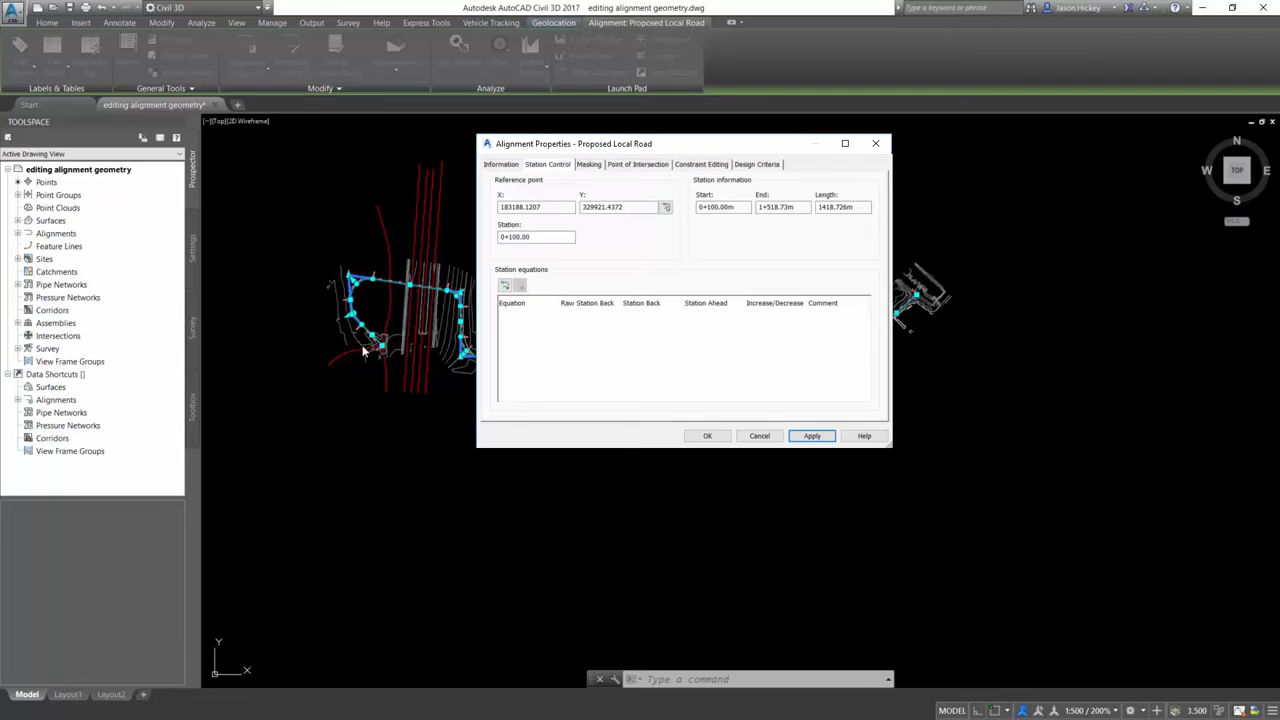 Civil 3D
Autodesk AutoCAD Civil 3D 2017 editing alignment geometry.dwg
Type a keyword or phrase
Jason.Hickey
Home Insert Annotate Modify Analyze View Manage Output Survey Help Express Tools Vehicle Tracking Geolocation Alignment: Proposed Local Road
Labels & Tables General Tools Modify Analyze Launch Pad
Start editing alignment geometry*
TOOLSPACE
[−][Top][2D Wireframe]
Active Drawing View
editing alignment geometry
Points
Point Groups
Point Clouds
Surfaces
Alignments
Feature Lines
Sites
Catchments
Pipe Networks
Pressure Networks
Corridors
Assemblies
Intersections
Survey
View Frame Groups
Data Shortcuts []
Surfaces
Alignments
Pipe Networks
Pressure Networks
Corridors
View Frame Groups
Prospector
Settings
Survey
Toolbox
Alignment Properties - Proposed Local Road
Information Station Control Masking Point of Intersection Constraint Editing Design Criteria
Reference point Station information
X: Y: Start: End: Length:
183188.1207 329921.4372 0+100.00m 1+518.73m 1418.726m
Station:
0+100.00
Station equations
Equation Raw Station Back Station Back Station Ahead Increase/Decrease Comment
OK Cancel Apply Help
N
W TOP E
S
WCS
Y
X
Type a command
Model Layout1 Layout2
MODEL 1:500 / 200% 3.500